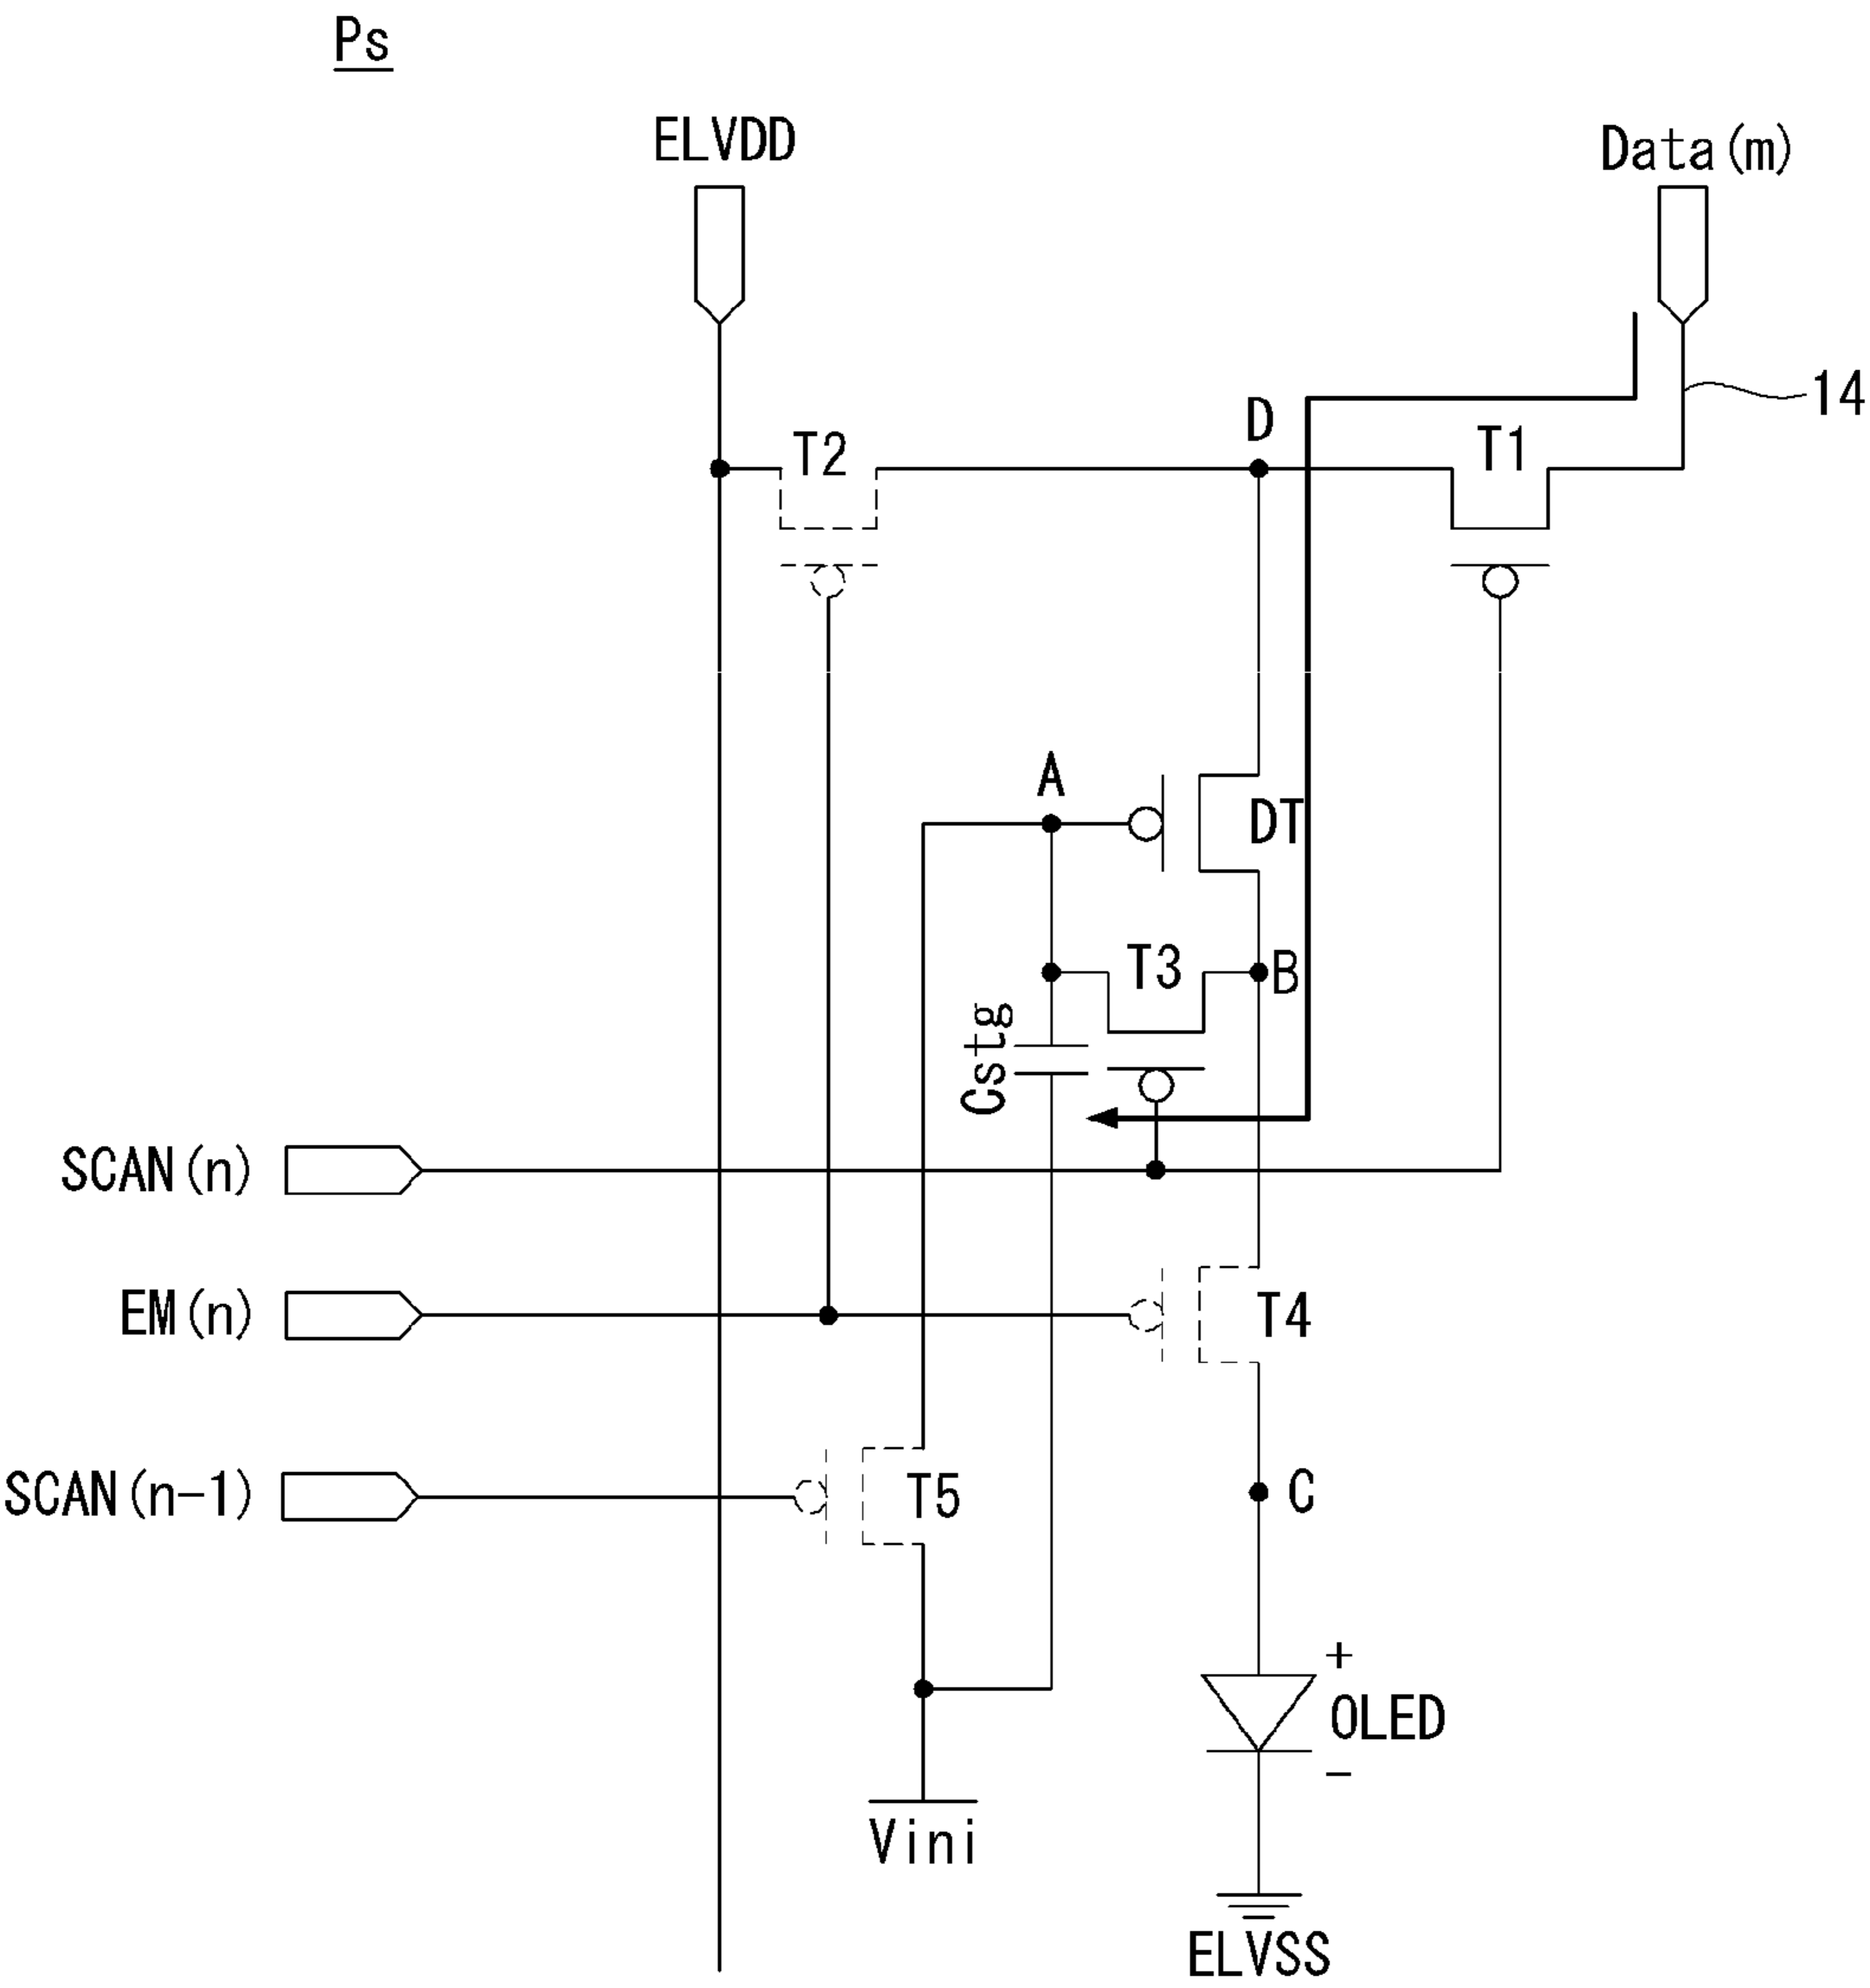 Ps
ELVDD
Data(m)
14
D
T2
T1
A
DT
T3
B
Cstg
SCAN(n)
EM(n)
T4
SCAN(n-1)
T5
C
+
OLED
-
Vini
ELVSS